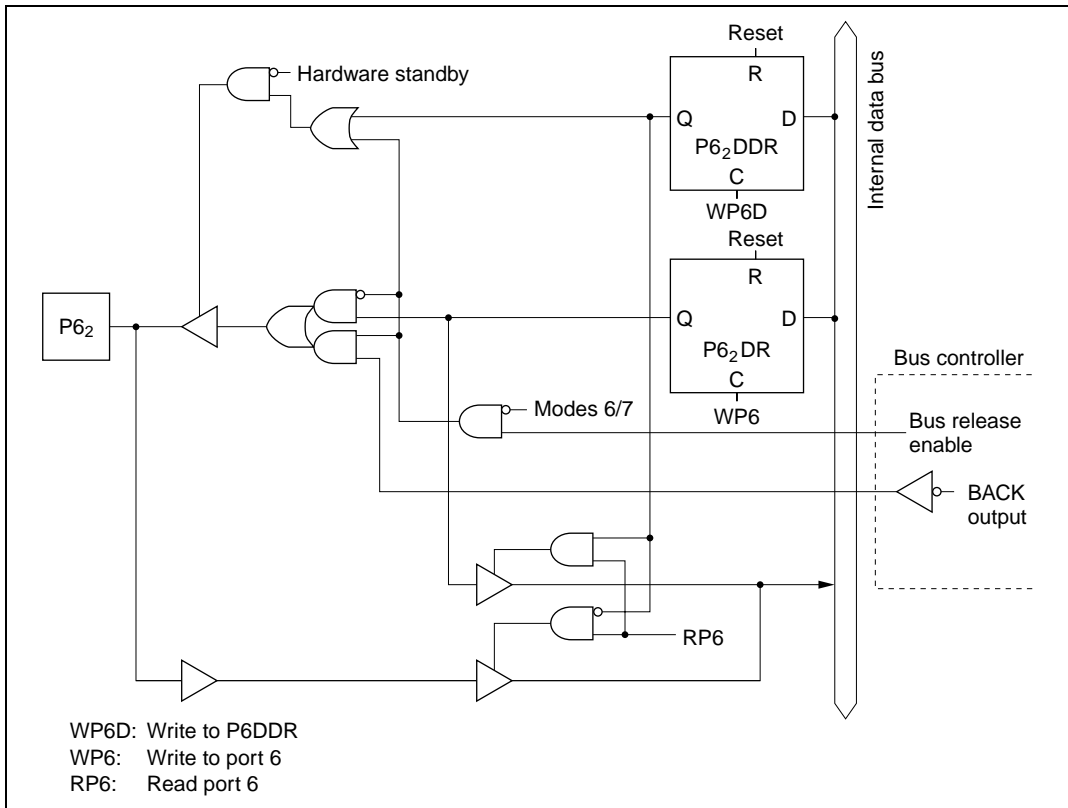 Reset
Hardware standby
R
Q
D
P6₂DDR
C
WP6D
Internal data bus
Reset
R
P6₂
Q
D
P6₂DR
C
WP6
Bus controller
Modes 6/7
Bus release
enable
BACK
output
RP6
WP6D: Write to P6DDR
WP6: Write to port 6
RP6: Read port 6